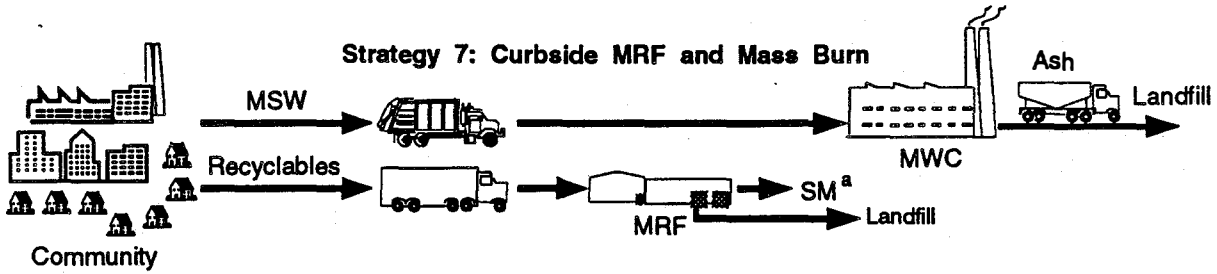 Strategy 7: Curbside MRF and Mass Burn
MSW
Ash
Landfill
MWC
Recyclables
SMa
MRF
Landfill
Community